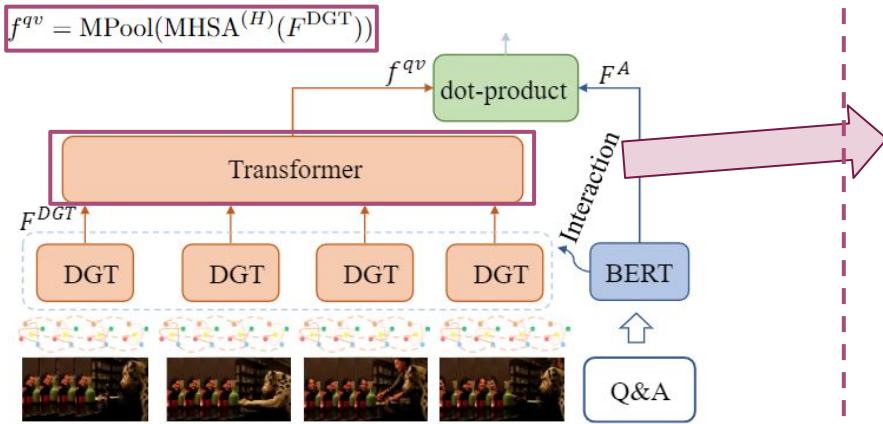 f^{qv} = MPool(MHSA^{(H)}(F^{DGT}))
f^{qv}
F^A
dot-product
Transformer
Interaction
F^{DGT}
DGT DGT DGT DGT
BERT
Q&A